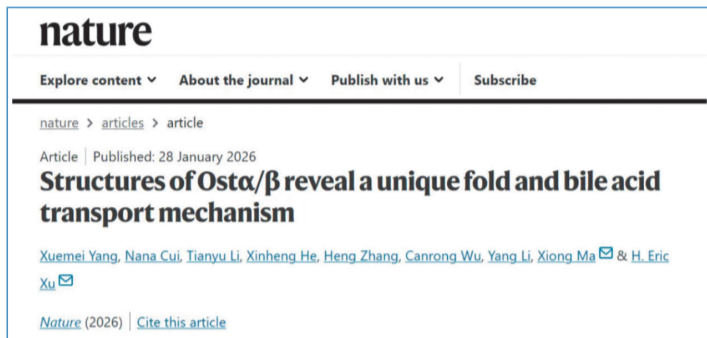 nature
Explore content About the journal Publish with us Subscribe
nature > articles > article
Article | Published: 28 January 2026
Structures of Ostα/β reveal a unique fold and bile acid
transport mechanism
Xuemei Yang, Nana Cui, Tianyu Li, Xinheng He, Heng Zhang, Canrong Wu, Yang Li, Xiong Ma & H. Eric
Xu
Nature (2026) | Cite this article